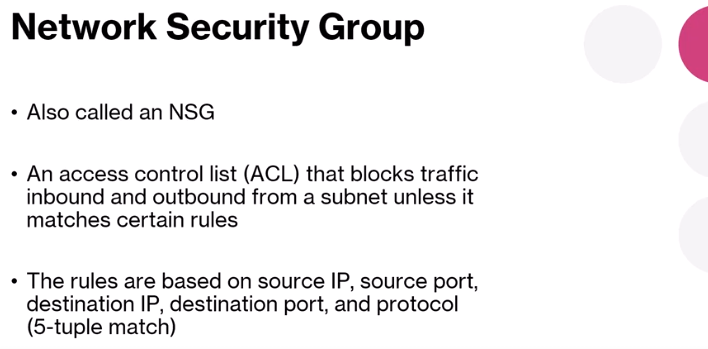 Network Security Group
• Also called an NSG
• An access control list (ACL) that blocks traffic
inbound and outbound from a subnet unless it
matches certain rules
• The rules are based on source IP, source port,
destination IP, destination port, and protocol
(5-tuple match)